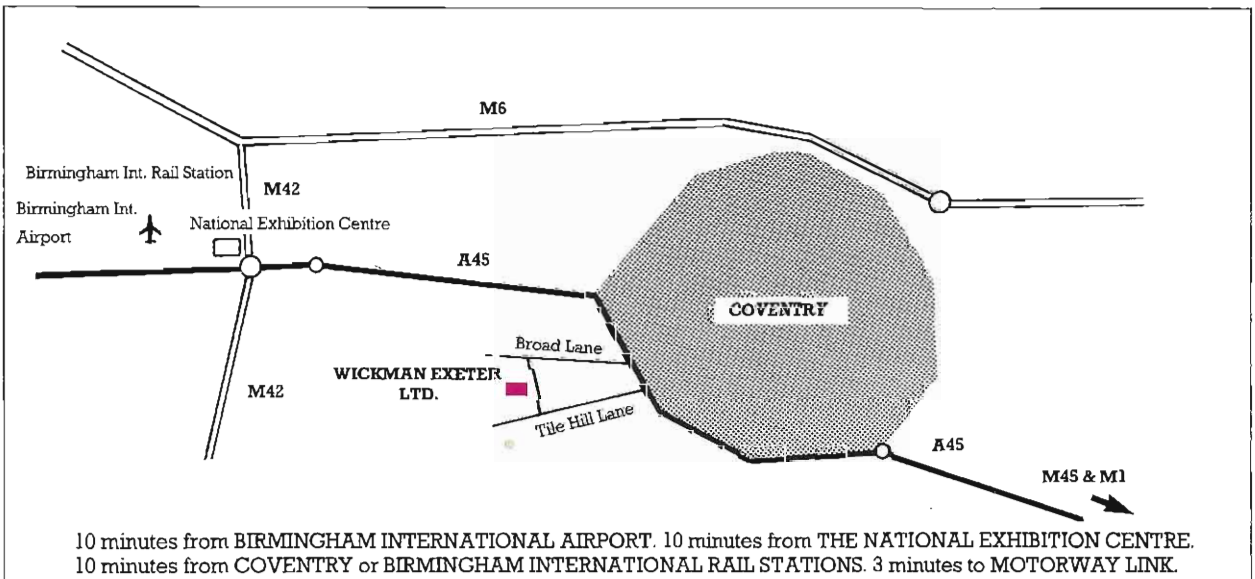 M6
Birmingham Int. Rail Station
M42
Birmingham Int.
Airport
National Exhibition Centre
A45
COVENTRY
Broad Lane
WICKMAN EXETER
LTD.
M42
Tile Hill Lane
A45
M45 & M1
10 minutes from BIRMINGHAM INTERNATIONAL AIRPORT. 10 minutes from THE NATIONAL EXHIBITION CENTRE.
10 minutes from COVENTRY or BIRMINGHAM INTERNATIONAL RAIL STATIONS. 3 minutes to MOTORWAY LINK.